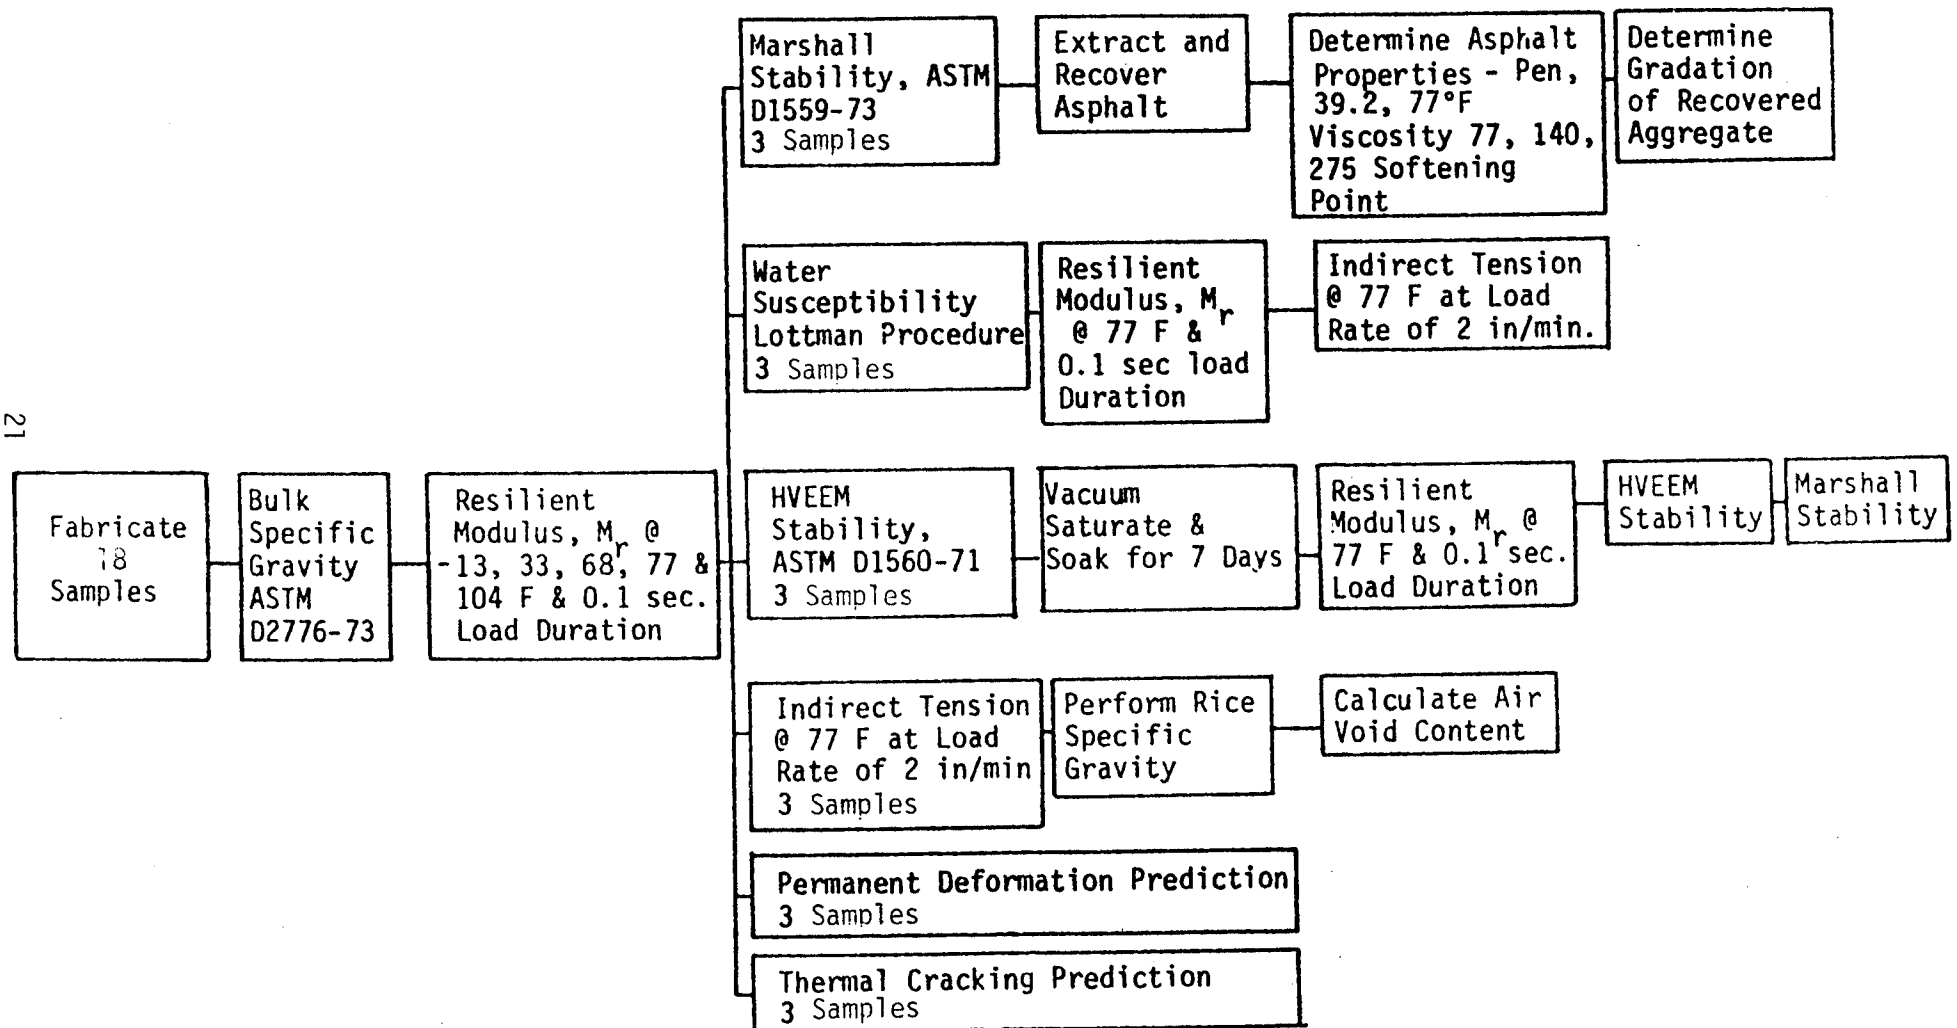 Marshall
Stability, ASTM
D1559-73
3 Samples
Extract and
Recover
Asphalt
Determine Asphalt
Properties - Pen,
39.2, 77°F
Viscosity 77, 140,
275 Softening
Point
Determine
Gradation
of Recovered
Aggregate
Water
Susceptibility
Lottman Procedure
3 Samples
Resilient
Modulus, Mr
@ 77 F &
0.1 sec load
Duration
Indirect Tension
@ 77 F at Load
Rate of 2 in/min.
21
Fabricate
18
Samples
Bulk
Specific
Gravity
ASTM
D2776-73
Resilient
Modulus, Mr @
-13, 33, 68, 77 &
104 F & 0.1 sec.
Load Duration
HVEEM
Stability,
ASTM D1560-71
3 Samples
Vacuum
Saturate &
Soak for 7 Days
Resilient
Modulus, Mr @
77 F & 0.1 sec.
Load Duration
HVEEM
Stability
Marshall
Stability
Indirect Tension
@ 77 F at Load
Rate of 2 in/min
3 Samples
Perform Rice
Specific
Gravity
Calculate Air
Void Content
Permanent Deformation Prediction
3 Samples
Thermal Cracking Prediction
3 Samples